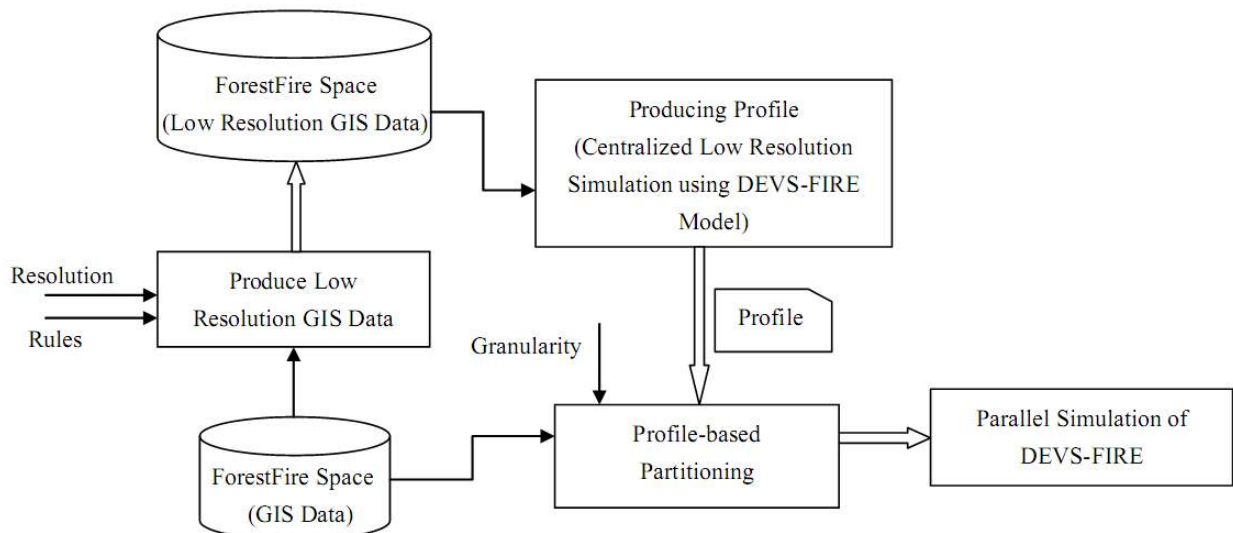 ForestFire Space
(Low Resolution GIS Data)
Producing Profile
(Centralized Low Resolution
Simulation using DEVS-FIRE
Model)
Resolution
Rules
Produce Low
Resolution GIS Data
Profile
Granularity
ForestFire Space
(GIS Data)
Profile-based
Partitioning
Parallel Simulation of
DEVS-FIRE